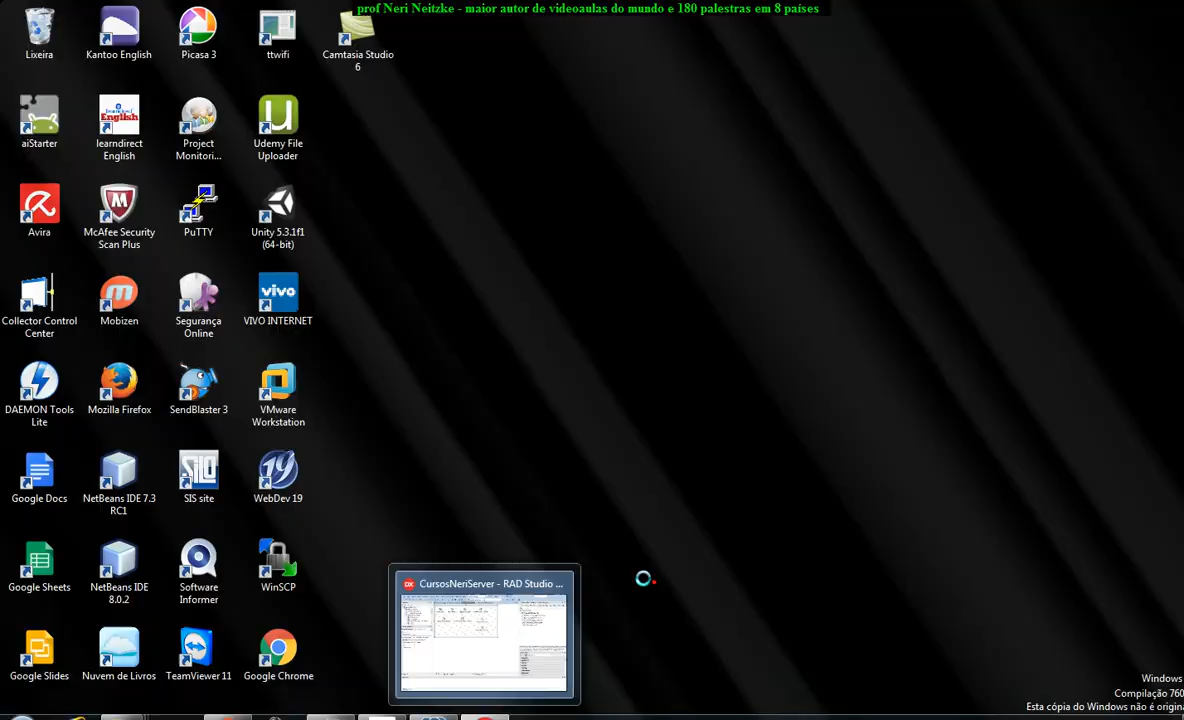 prof Neri Neitzke - maior autor de videoaulas do mundo e 180 palestras em 8 países
Lixeira
Kantoo English
Picasa 3
ttwifi
Camtasia Studio
6
aiStarter
learndirect
English
Project
Monitori...
Udemy File
Uploader
Avira
McAfee Security
Scan Plus
PuTTY
Unity 5.3.1f1
(64-bit)
Collector Control
Center
Mobizen
Segurança
Online
vivo
VIVO INTERNET
DAEMON Tools
Lite
Mozilla Firefox
SendBlaster 3
VMware
Workstation
Google Docs
NetBeans IDE 7.3
RC1
SIS site
WebDev 19
Google Sheets
NetBeans IDE
8.0.2
Software
Informer
WinSCP
DX CursosNeriServer - RAD Studio ...
Google Slides
Nuvem de Livros
TeamViewer 11
Google Chrome
Windows
Compilação 760
Esta cópia do Windows não é origina